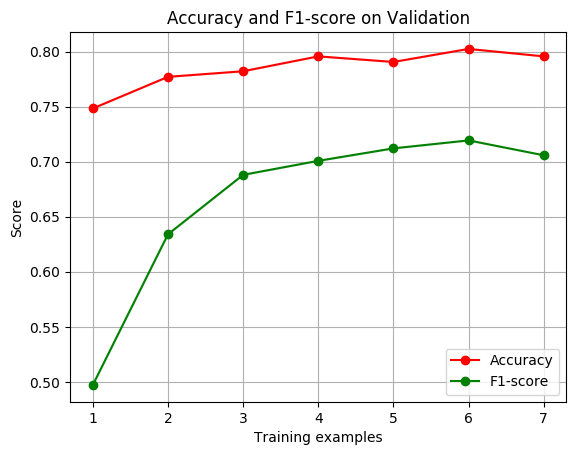 Accuracy and F1-score on Validation
0.80
0.75
0.70
0.65
0.60
0.55
0.50
Score
Accuracy
F1-score
1 2 3 4 5 6 7
Training examples